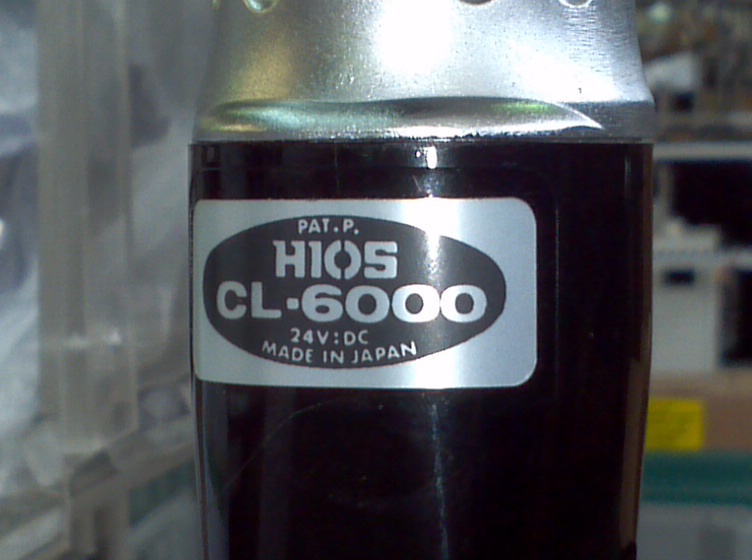 PAT.P.
HIOS
CL-6000
24V:DC
MADE IN JAPAN